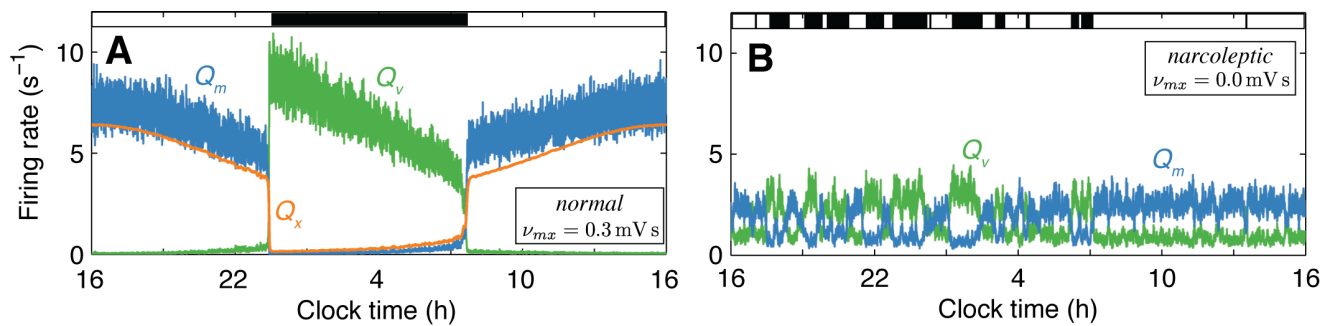 A
Q_m
Q_v
Q_x
normal
ν_mx = 0.3 mV s
Firing rate (s⁻¹)
10
5
0
16
22
4
10
16
Clock time (h)
B
narcoleptic
ν_mx = 0.0 mV s
Q_v
Q_m
10
5
0
16
22
4
10
16
Clock time (h)